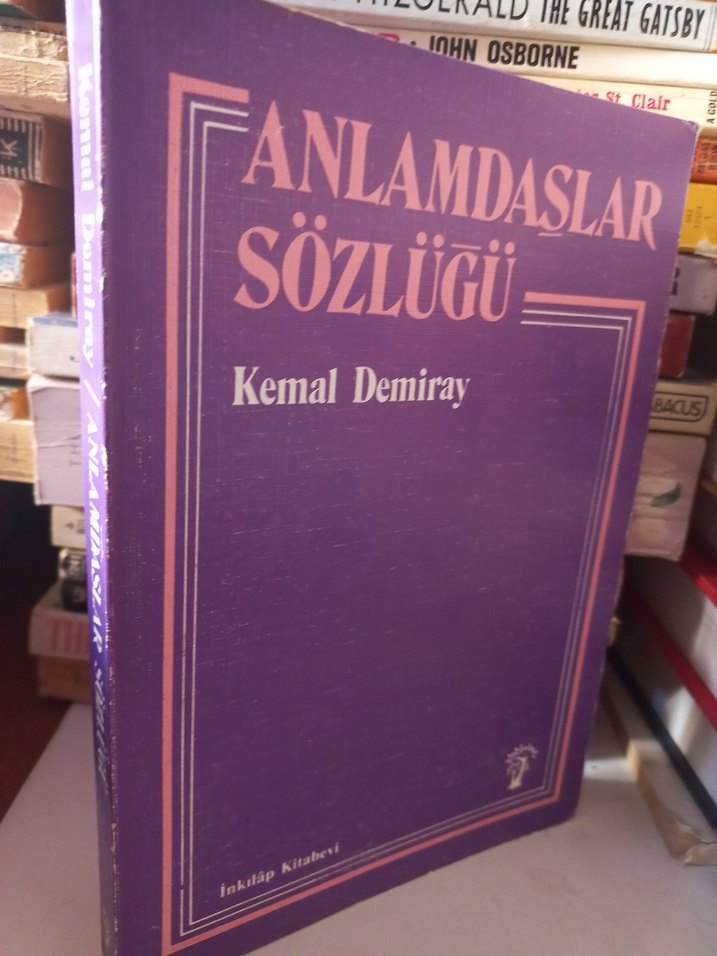 FITZGERALD THE GREAT GATSBY
JOHN OSBORNE
St. Clair
A GOLD
ABACUS
ANLAMDAŞLAR
SÖZLÜĞÜ
Kemal Demiray
İnkılâp Kitabevi
Kemal Demiray / ANLAMDAŞLAR SÖZLÜĞÜ